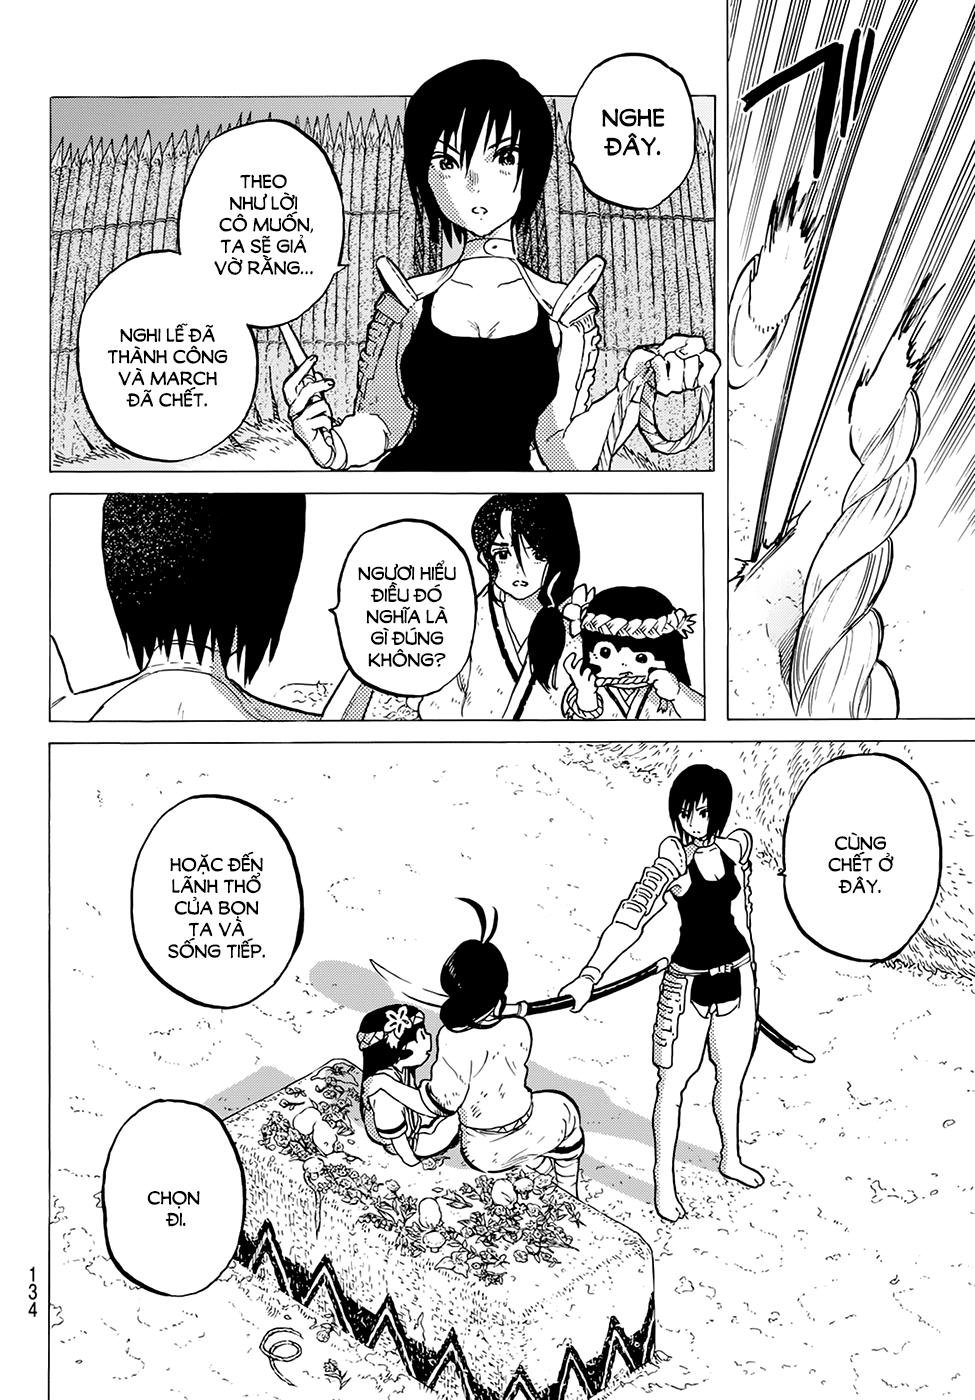 ブ
NGHE
ĐÂY.
THEO
NHƯ LỜI
CÔ MUỐN,
TA SẼ GIẢ
VỜ RẰNG...
NGHI LỄ ĐÃ
THÀNH CÔNG
VÀ MARCH
ĐÃ CHẾT.
NGƯƠI HIỂU
ĐIỀU ĐÓ
NGHĨA LÀ
GÌ ĐÚNG
KHÔNG?
CÙNG
CHẾT Ở
ĐÂY.
HOẶC ĐẾN
LÃNH THỔ
CỦA BỌN
TA VÀ
SỐNG TIẾP.
CHỌN
ĐI.
134